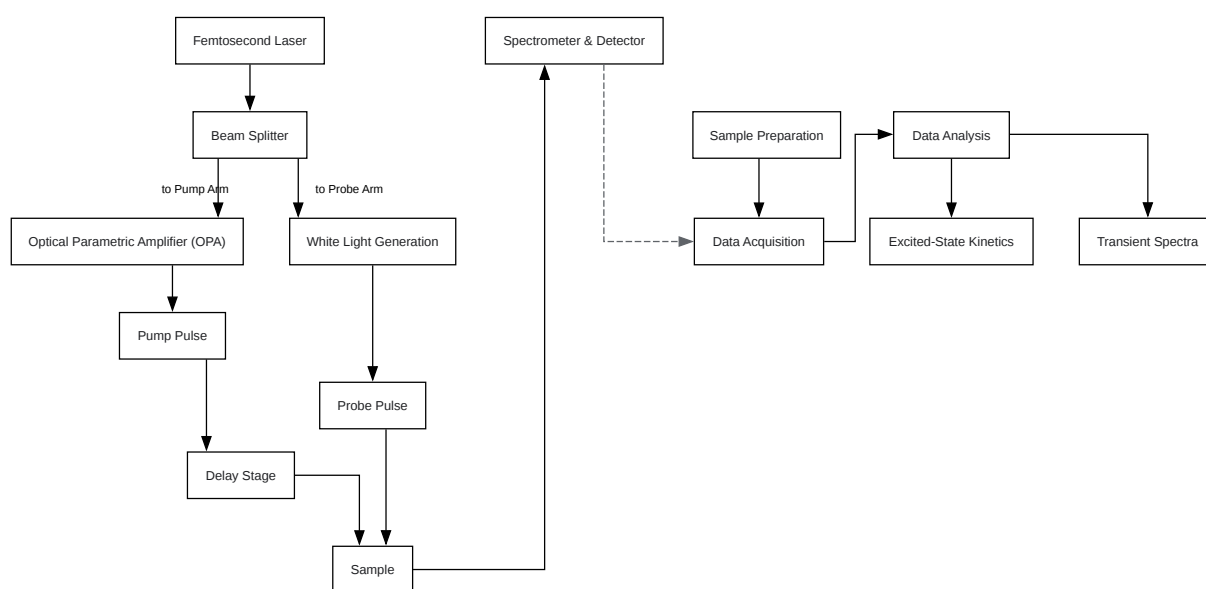 Femtosecond Laser
Spectrometer & Detector
Beam Splitter
Sample Preparation
Data Analysis
to Pump Arm
to Probe Arm
Optical Parametric Amplifier (OPA)
White Light Generation
Data Acquisition
Excited-State Kinetics
Transient Spectra
Pump Pulse
Probe Pulse
Delay Stage
Sample